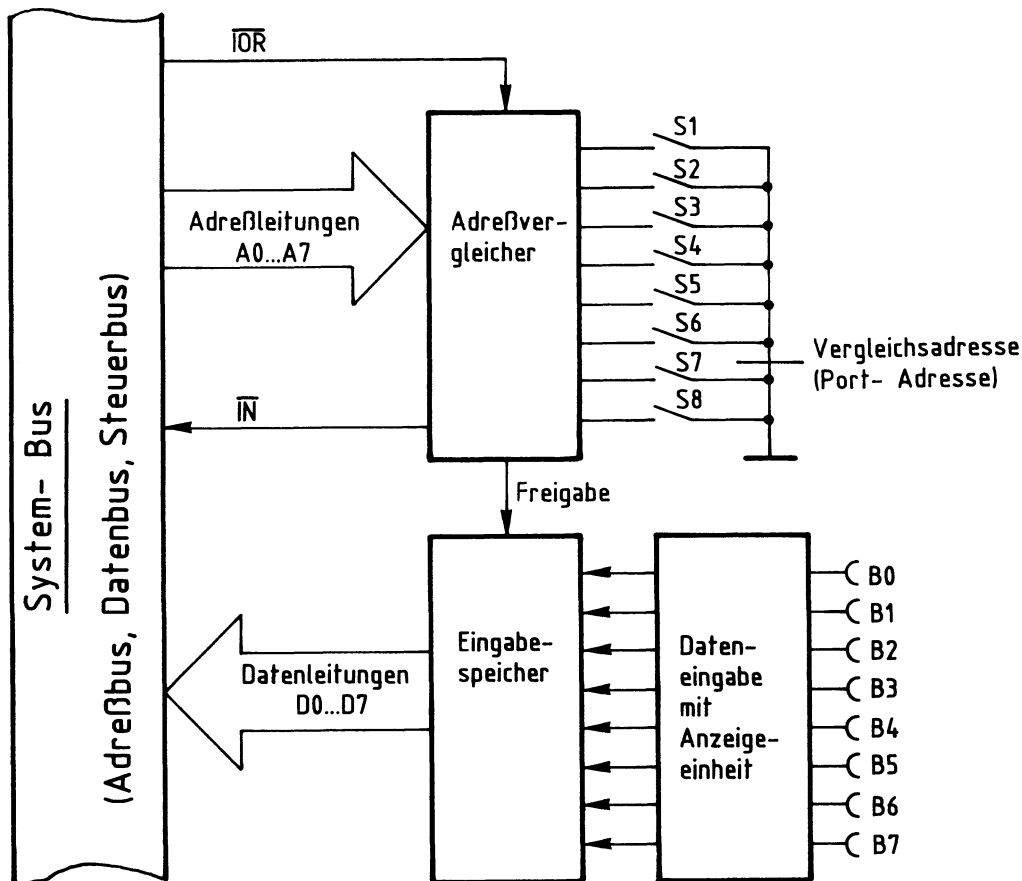 System- Bus
(Adreßbus, Datenbus, Steuerbus)
I̅O̅R̅
Adreßleitungen
A0...A7
I̅N̅
Adreßver-
gleicher
S1
S2
S3
S4
S5
S6
S7
S8
Vergleichsadresse
(Port- Adresse)
Freigabe
Datenleitungen
D0...D7
Eingabe-
speicher
Daten-
eingabe
mit
Anzeige-
einheit
B0
B1
B2
B3
B4
B5
B6
B7